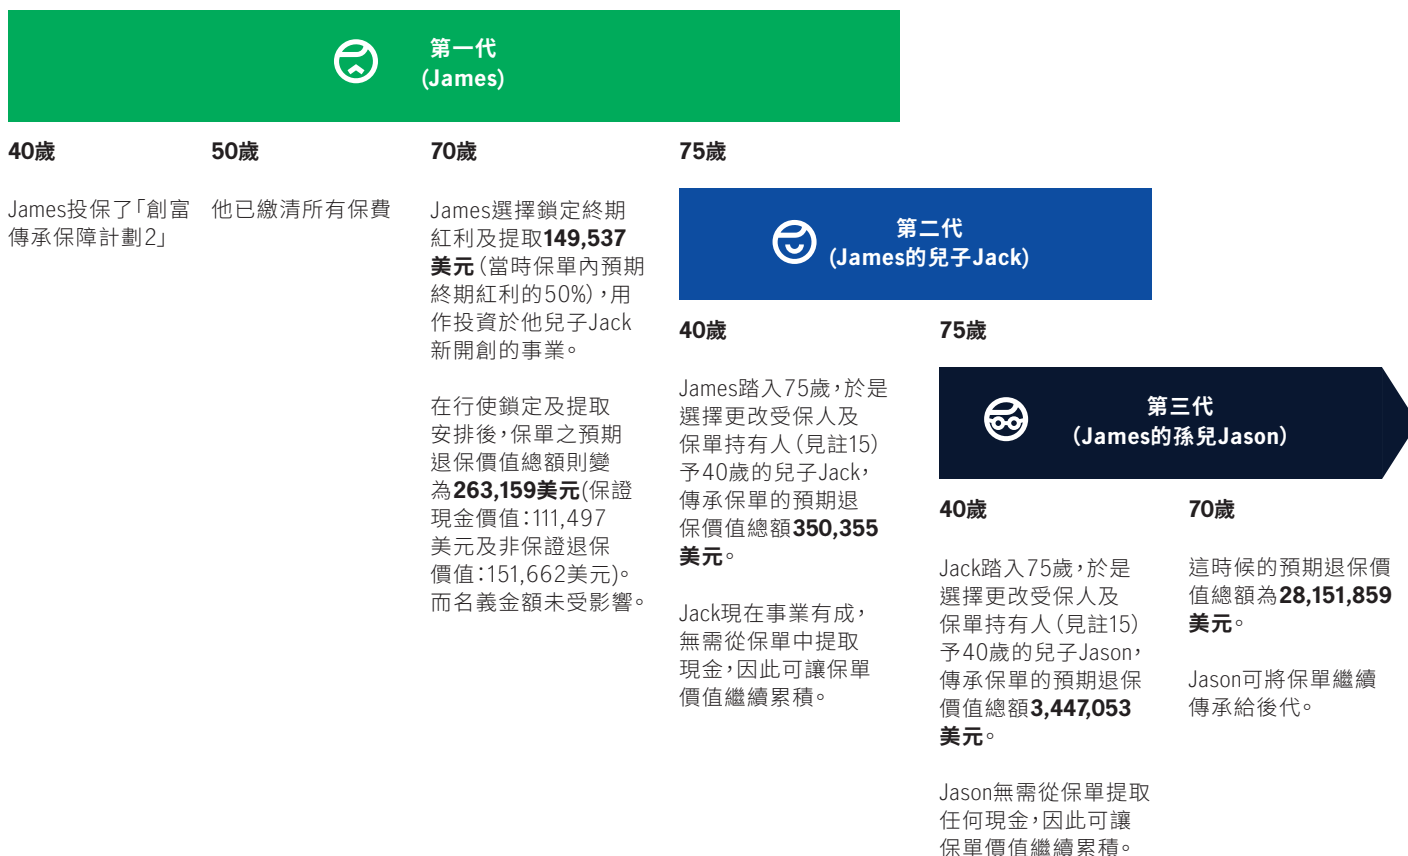 第一代
(James)
40歲
James投保了「創富
傳承保障計劃2」
50歲
他已繳清所有保費
70歲
James選擇鎖定終期
紅利及提取149,537
美元(當時保單內預期
終期紅利的50%),用
作投資於他兒子Jack
新開創的事業。
在行使鎖定及提取
安排後,保單之預期
退保價值總額則變
為263,159美元(保證
現金價值:111,497
美元及非保證退保
價值:151,662美元)。
而名義金額未受影響。
75歲
第二代
(James的兒子Jack)
40歲
James踏入75歲,於是
選擇更改受保人及
保單持有人(見註15)
予40歲的兒子Jack,
傳承保單的預期退
保價值總額350,355
美元。
Jack現在事業有成,
無需從保單中提取
現金,因此可讓保單
價值繼續累積。
75歲
第三代
(James的孫兒Jason)
40歲
Jack踏入75歲,於是
選擇更改受保人及
保單持有人(見註15)
予40歲的兒子Jason,
傳承保單的預期退保
價值總額3,447,053
美元。
Jason無需從保單提取
任何現金,因此可讓
保單價值繼續累積。
70歲
這時候的預期退保價
值總額為28,151,859
美元。
Jason可將保單繼續
傳承給後代。